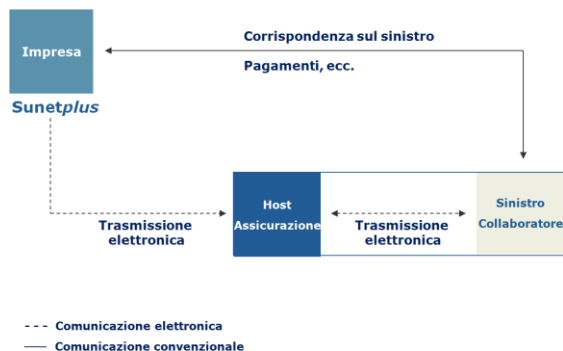 Corrispondenza sul sinistro
Impresa
Pagamenti, ecc.
Sunetplus
Host
Assicurazione
Sinistro
Collaboratore
Trasmissione
elettronica
Trasmissione
elettronica
--- Comunicazione elettronica
— Comunicazione convenzionale